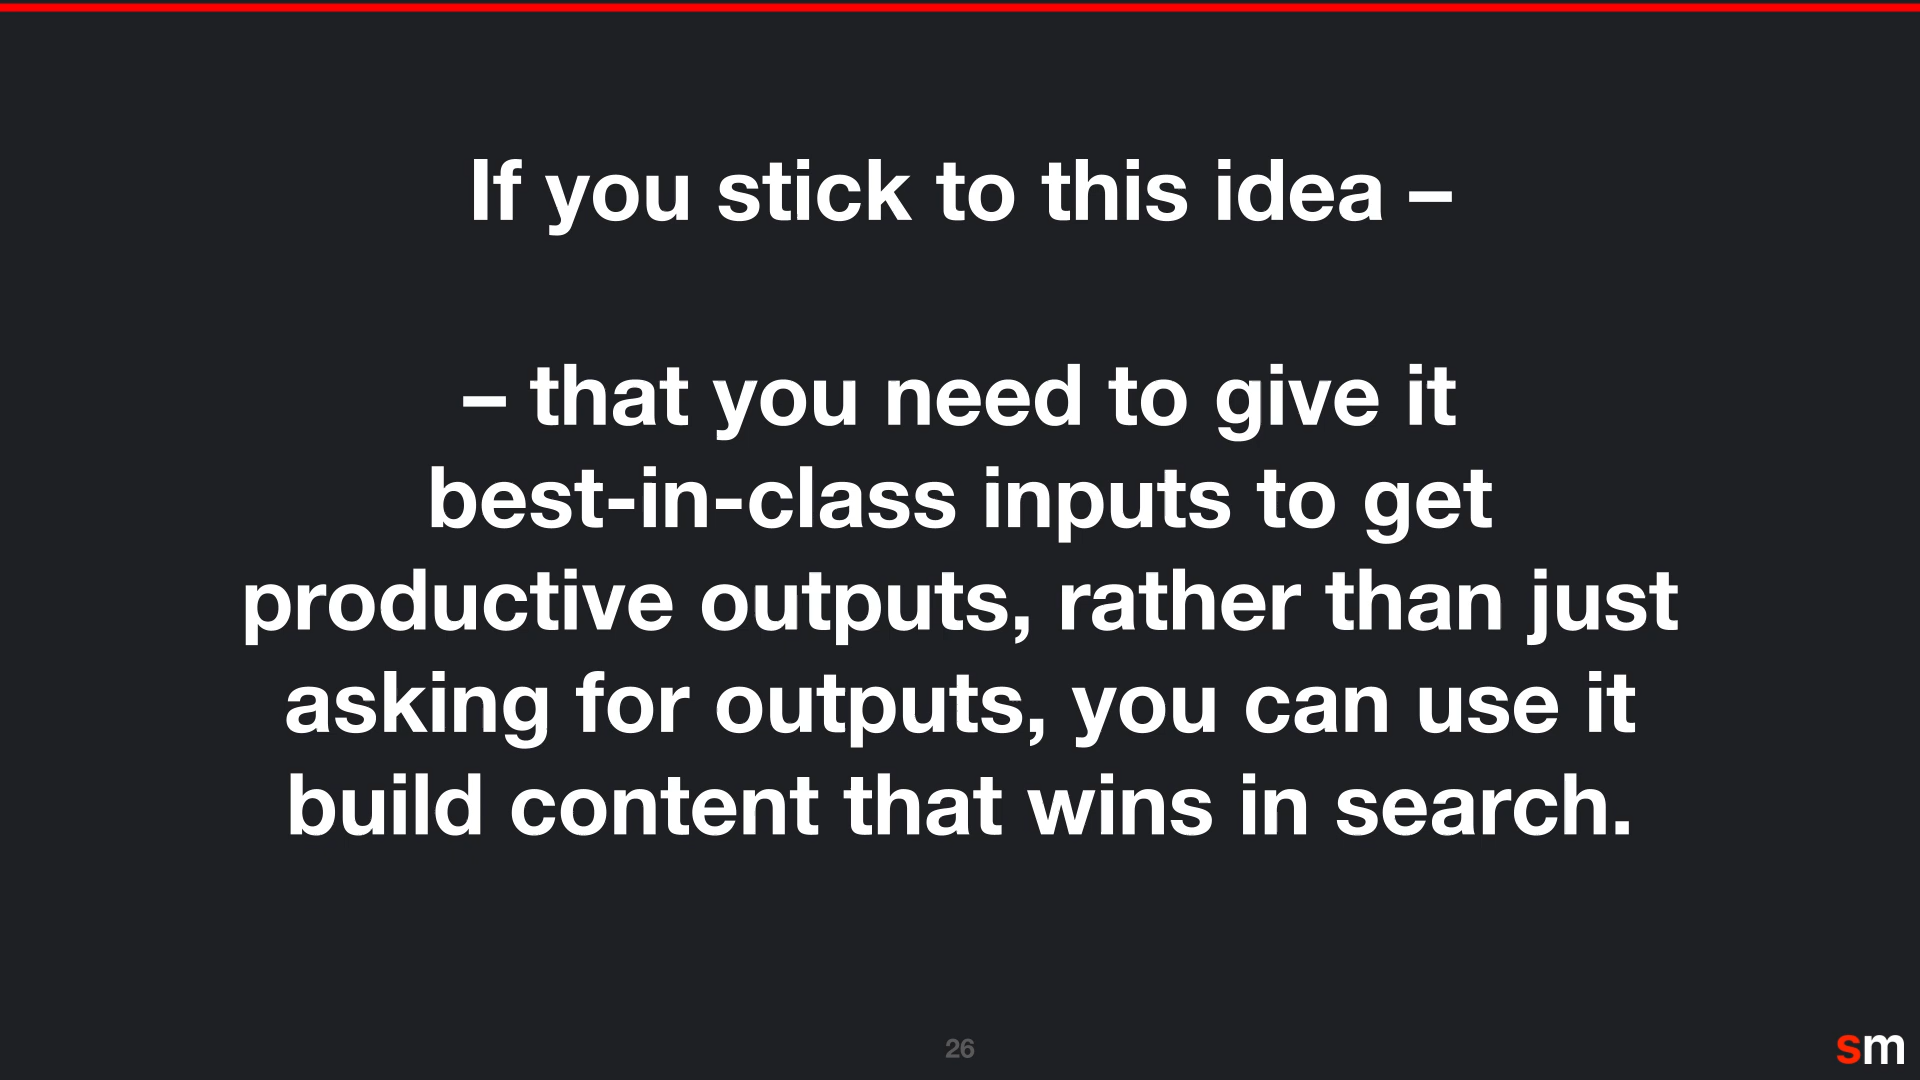 If you stick to this idea –
– that you need to give it
best-in-class inputs to get
productive outputs, rather than just
asking for outputs, you can use it
build content that wins in search.
26
sm